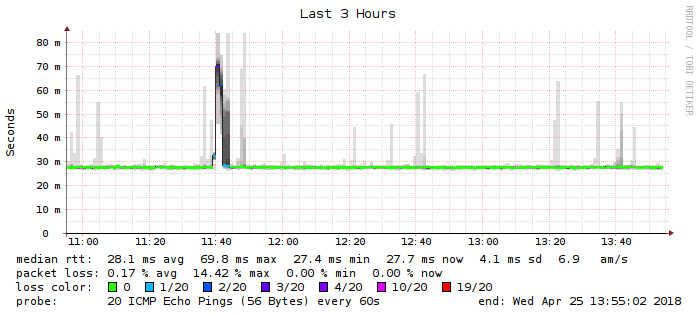 Last 3 Hours
RRDTOOL / TOBI OETIKER
Seconds
80 m
70 m
60 m
50 m
40 m
30 m
20 m
10 m
0
11:00 11:20 11:40 12:00 12:20 12:40 13:00 13:20 13:40
median rtt: 28.1 ms avg 69.8 ms max 27.4 ms min 27.7 ms now 4.1 ms sd 6.9 am/s
packet loss: 0.17 % avg 14.42 % max 0.00 % min 0.00 % now
loss color: 0 1/20 2/20 3/20 4/20 10/20 19/20
probe: 20 ICMP Echo Pings (56 Bytes) every 60s end: Wed Apr 25 13:55:02 2018